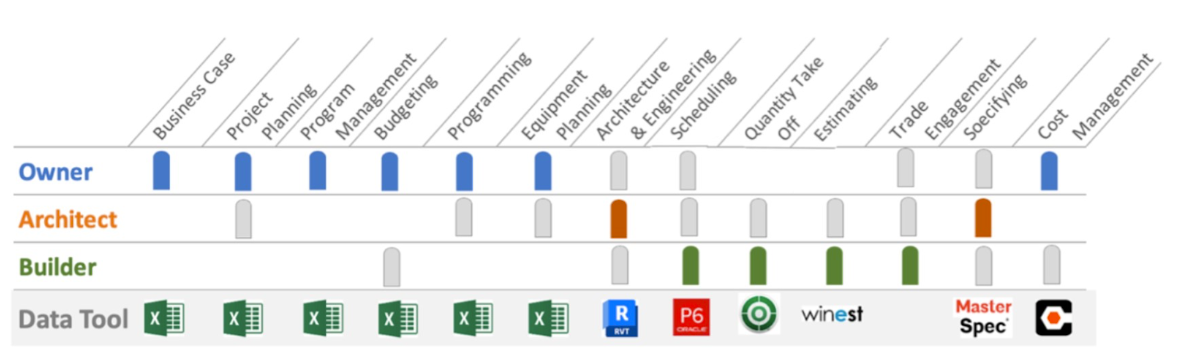 Business Case
Project
Planning
Program
Management
Budgeting
Programming
Equipment
Planning
Architecture
& Engineering
Scheduling
Quantity Take
Off
Estimating
Trade
Engagement
Specifying
Cost
Management
Owner
Architect
Builder
Data Tool
X
X
X
X
X
X
R
RVT
P6
ORACLE
winest
Master
Spec
C